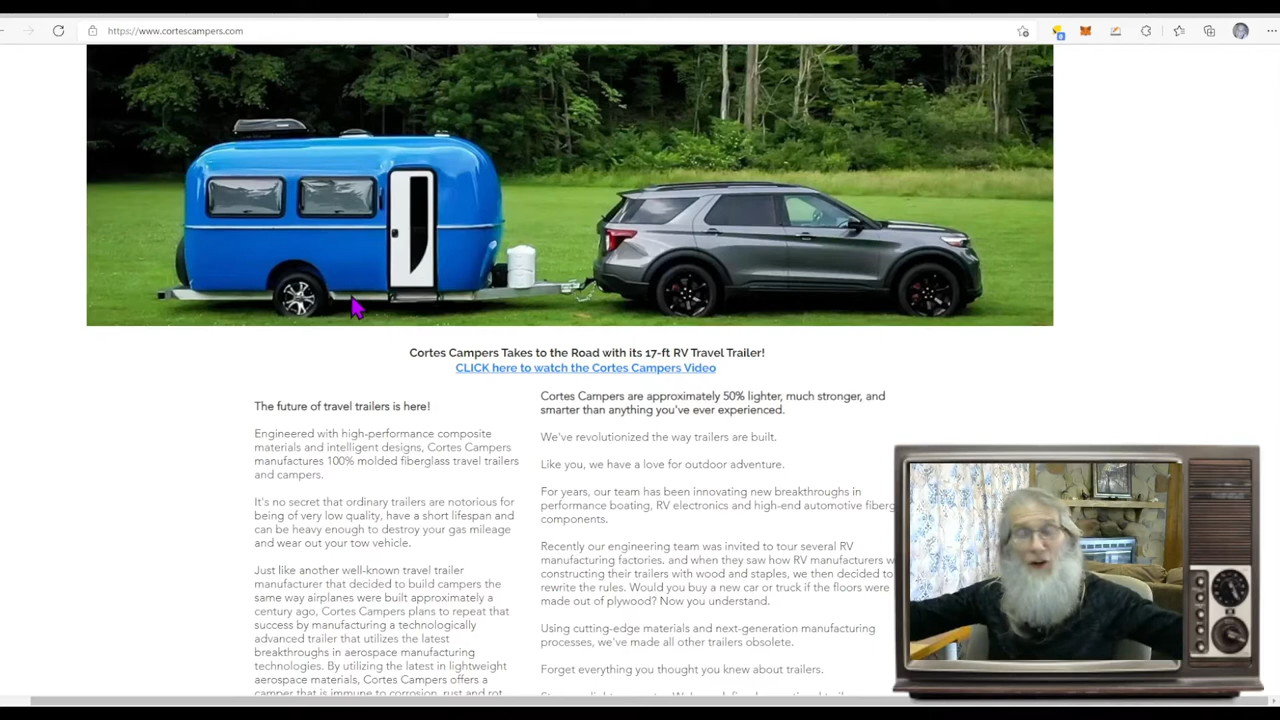 https://www.cortescampers.com
6
Cortes Campers Takes to the Road with its 17-ft RV Travel Trailer!
CLICK here to watch the Cortes Campers Video
The future of travel trailers is here!
Engineered with high-performance composite
materials and intelligent designs, Cortes Campers
manufactures 100% molded fiberglass travel trailers
and campers.
It's no secret that ordinary trailers are notorious for
being of very low quality, have a short lifespan and
can be heavy enough to destroy your gas mileage
and wear out your tow vehicle.
Just like another well-known travel trailer
manufacturer that decided to build campers the
same way airplanes were built approximately a
century ago, Cortes Campers plans to repeat that
success by manufacturing a technologically
advanced trailer that utilizes the latest
breakthroughs in aerospace manufacturing
technologies. By utilizing the latest in lightweight
aerospace materials, Cortes Campers offers a
camper that is immune to corrosion, rust and rot
Cortes Campers are approximately 50% lighter, much stronger, and
smarter than anything you've ever experienced.
We've revolutionized the way trailers are built.
Like you, we have a love for outdoor adventure.
For years, our team has been innovating new breakthroughs in
performance boating, RV electronics and high-end automotive fiberg
components.
Recently our engineering team was invited to tour several RV
manufacturing factories. and when they saw how RV manufacturers w
constructing their trailers with wood and staples, we then decided to
rewrite the rules. Would you buy a new car or truck if the floors were
made out of plywood? Now you understand.
Using cutting-edge materials and next-generation manufacturing
processes, we've made all other trailers obsolete.
Forget everything you thought you knew about trailers.